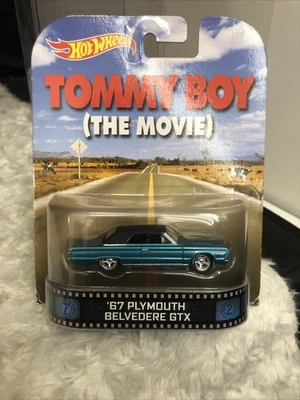 Hot Wheels
TOMMY BOY
(THE MOVIE)
'67 PLYMOUTH
BELVEDERE GTX